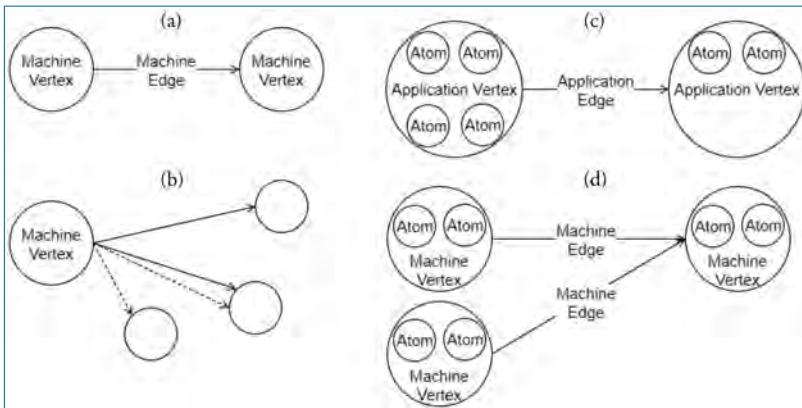 (a)
Machine
Vertex
Machine
Edge
Machine
Vertex
(b)
Machine
Vertex
(c)
Atom Atom
Application Vertex
Atom Atom
Application
Edge
Atom Atom
Application Vertex
(d)
Atom Atom
Machine
Vertex
Machine
Edge
Atom Atom
Machine
Vertex
Machine
Edge
Atom Atom
Machine
Vertex